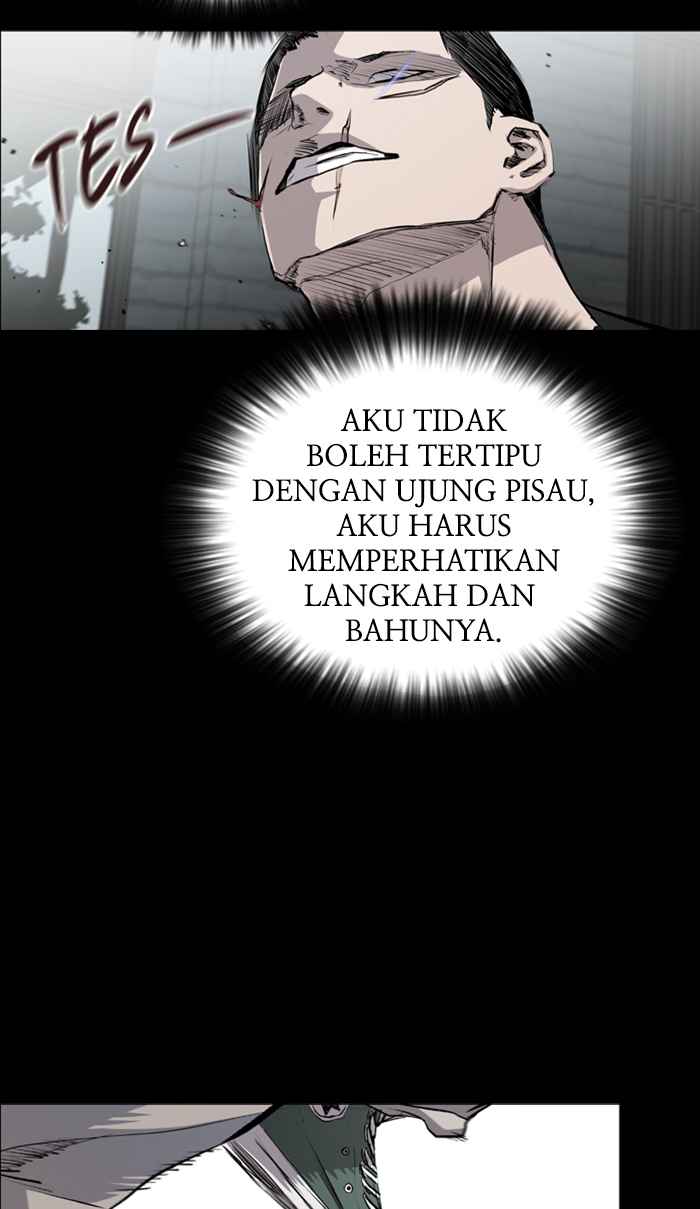 TES—
AKU TIDAK
BOLEH TERTIPU
DENGAN UJUNG PISAU,
AKU HARUS
MEMPERHATIKAN
LANGKAH DAN
BAHUNYA.